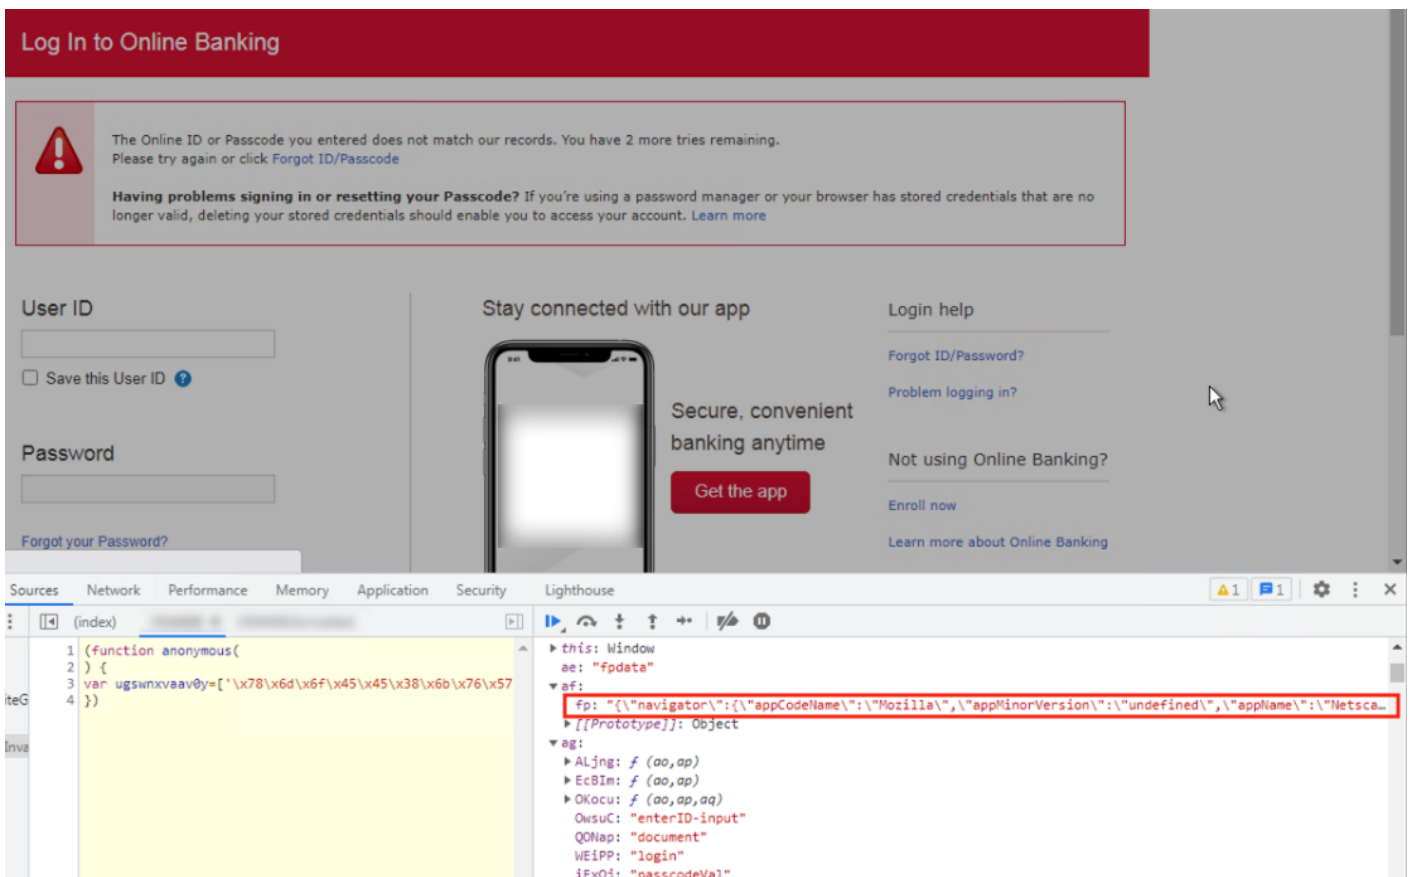 Log In to Online Banking
The Online ID or Passcode you entered does not match our records. You have 2 more tries remaining.
Please try again or click Forgot ID/Passcode
Having problems signing in or resetting your Passcode? If you're using a password manager or your browser has stored credentials that are no
longer valid, deleting your stored credentials should enable you to access your account. Learn more
User ID
Save this User ID ?
Password
Forgot your Password?
Stay connected with our app
9:41
Secure, convenient
banking anytime
Get the app
Login help
Forgot ID/Password?
Problem logging in?
Not using Online Banking?
Enroll now
Learn more about Online Banking
Sources Network Performance Memory Application Security Lighthouse 1 1
(index)
iteG
Inva
1 (function anonymous(
2 ) {
3 var ugswnxvaav0y=['\x78\x6d\x6f\x45\x45\x38\x6b\x76\x57
4 })
this: Window
ae: "fpdata"
af:
fp: "{\"navigator\":{\"appCodeName\":\"Mozilla\",\"appMinorVersion\":\"undefined\",\"appName\":\"Netsca…
[[Prototype]]: Object
ag:
ALjng: ƒ (ao,ap)
EcBIm: ƒ (ao,ap)
OKocu: ƒ (ao,ap,aq)
OwsuC: "enterID-input"
QONap: "document"
WEiPP: "login"
iExOj: "passcodeVal"